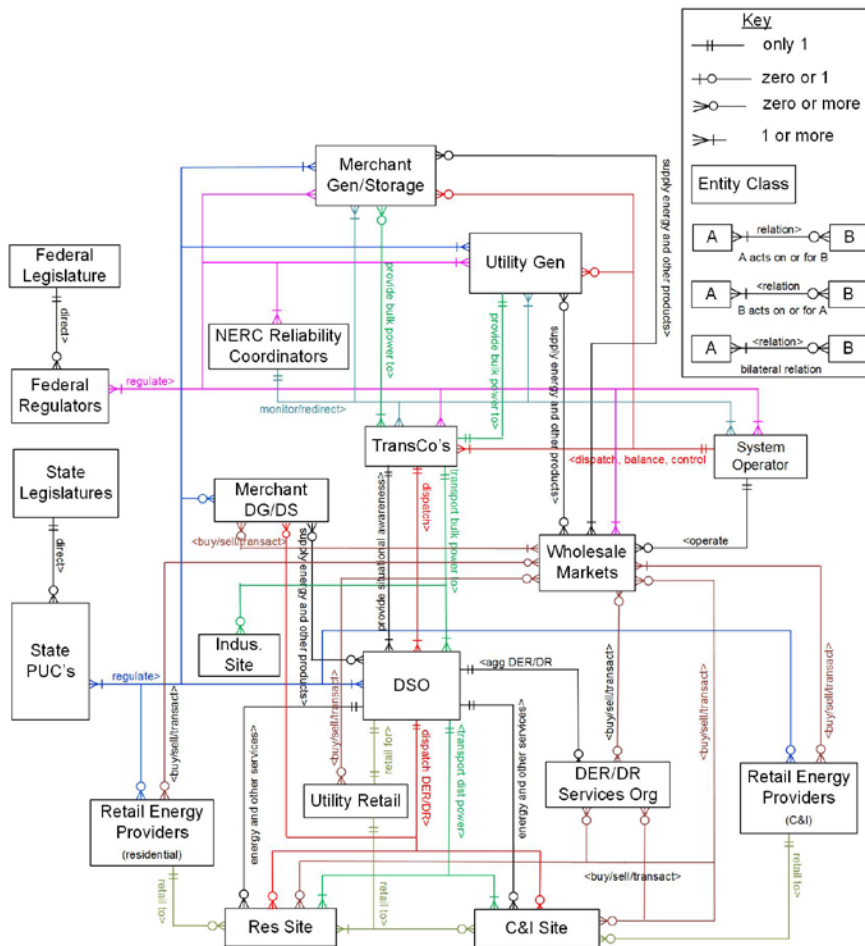 Key
only 1
zero or 1
zero or more
1 or more
Entity Class
A
relation>
B
A acts on or for B
A
<relation
B
B acts on or for A
A
<relation>
B
bilateral relation
Merchant
Gen/Storage
supply energy and other products>
Federal
Legislature
Utility Gen
provide bulk power to>
direct>
NERC Reliability
Coordinators
provide bulk power to>
supply energy and other products>
Federal
Regulators
regulate>
monitor/redirect>
TransCo's
System
Operator
<dispatch, balance, control
State
Legislatures
Merchant
DG/DS
provide situational awareness>
dispatch>
transport bulk power to>
<buy/sell/transact>
supply energy and other products>
Wholesale
Markets
<operate
direct>
State
PUC's
Indus.
Site
regulate>
DSO
<agg DER/DR
<buy/sell/transact>
<buy/sell/transact>
<buy/sell/transact>
<buy/sell/transact>
<buy/sell/transact>
energy and other services>
retail for>
dispatch DER/DR>
<transport dist power>
energy and other services>
Retail Energy
Providers
(residential)
Utility Retail
DER/DR
Services Org
Retail Energy
Providers
(C&I)
<buy/sell/transact>
retail to>
retail to>
retail to>
Res Site
C&I Site